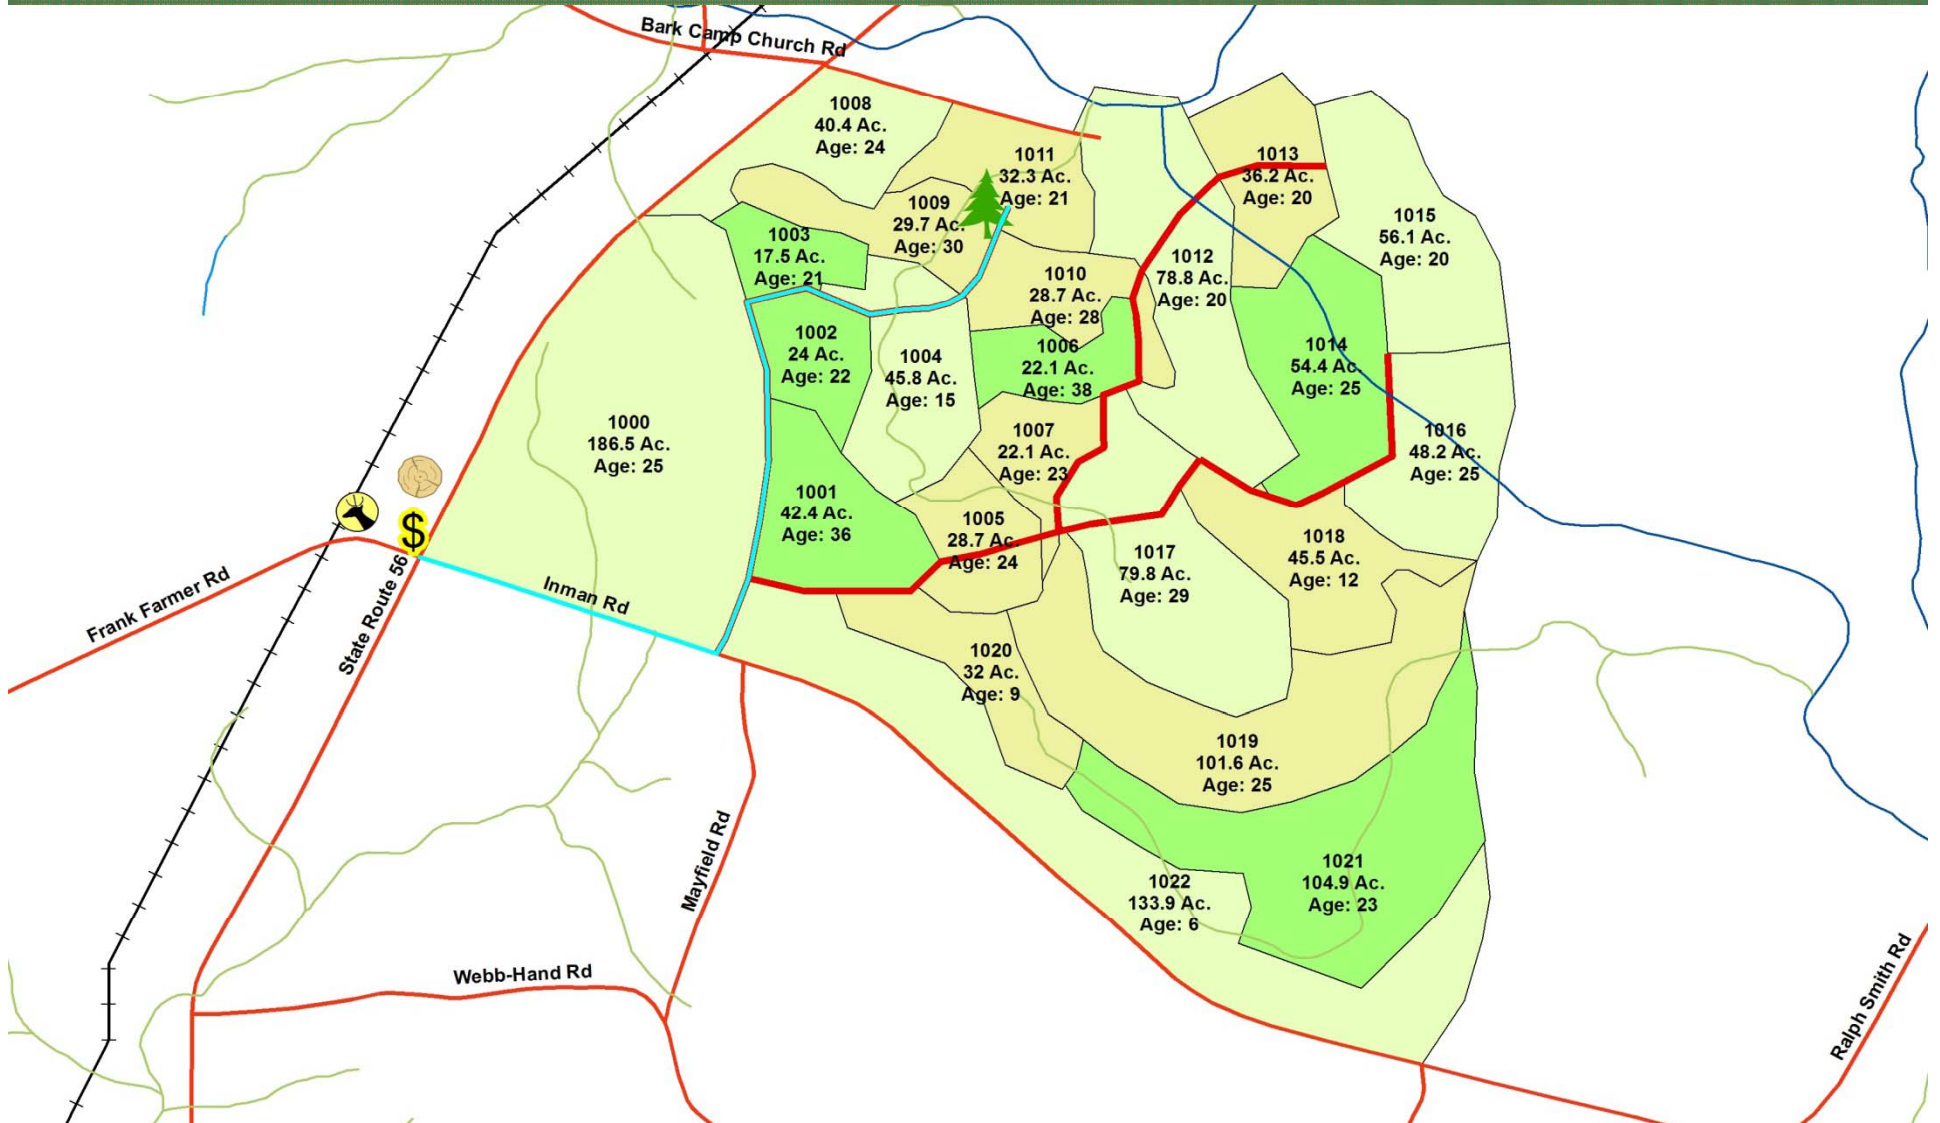 Bark Camp Church Rd
1008
40.4 Ac.
Age: 24
1011
32.3 Ac.
Age: 21
1013
36.2 Ac.
Age: 20
1009
29.7 Ac.
Age: 30
1015
56.1 Ac.
Age: 20
1003
17.5 Ac.
Age: 21
1012
78.8 Ac.
Age: 20
1010
28.7 Ac.
Age: 28
1002
24 Ac.
Age: 22
1004
45.8 Ac.
Age: 15
1006
22.1 Ac.
Age: 38
1014
54.4 Ac.
Age: 25
1000
186.5 Ac.
Age: 25
1007
22.1 Ac.
Age: 23
1016
48.2 Ac.
Age: 25
1001
42.4 Ac.
Age: 36
$
1005
28.7 Ac.
Age: 24
1018
45.5 Ac.
Age: 12
1017
79.8 Ac.
Age: 29
Frank Farmer Rd
State Route 56
Inman Rd
1020
32 Ac.
Age: 9
1019
101.6 Ac.
Age: 25
Mayfield Rd
1021
104.9 Ac.
Age: 23
1022
133.9 Ac.
Age: 6
Webb-Hand Rd
Ralph Smith Rd